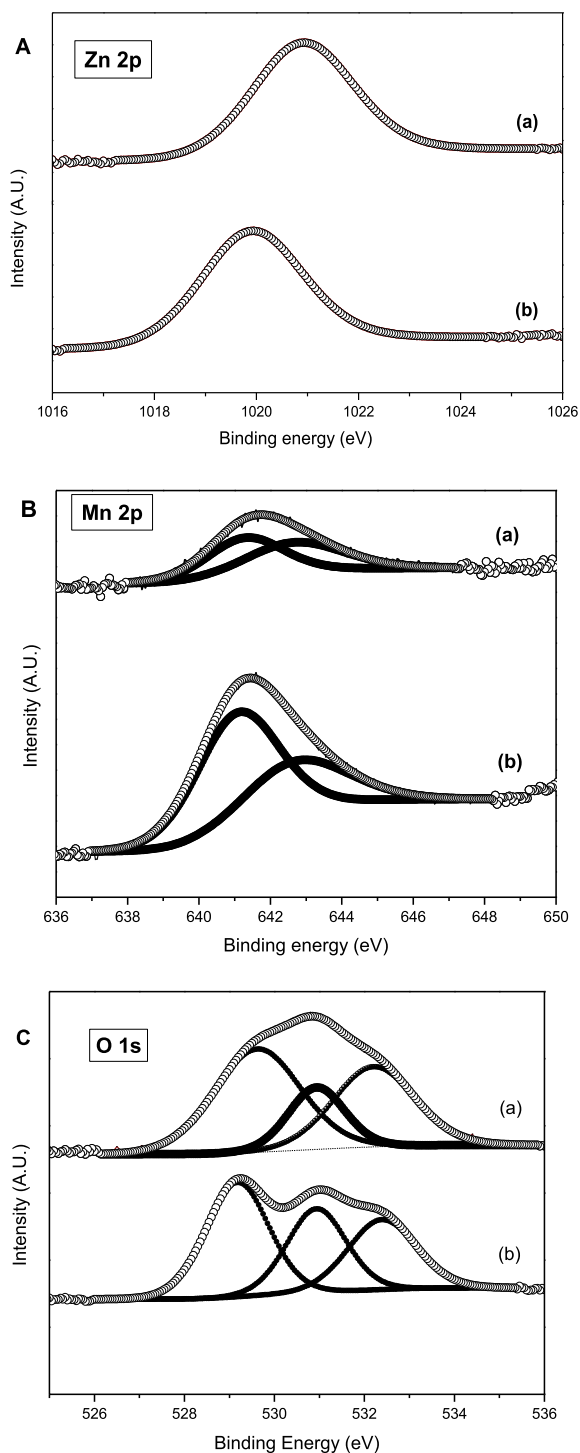 A
Zn 2p
(a)
(b)
Intensity (A.U.)
1016 1018 1020 1022 1024 1026
Binding energy (eV)
B
Mn 2p
(a)
(b)
Intensity (A.U.)
636 638 640 642 644 646 648 650
Binding energy (eV)
C
O 1s
(a)
(b)
Intensity (A.U.)
526 528 530 532 534 536
Binding Energy (eV)